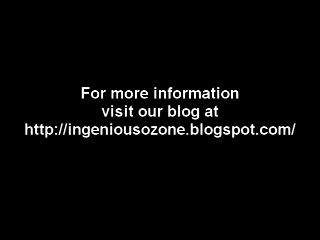 For more information
visit our blog at
http://ingeniousozone.blogspot.com/